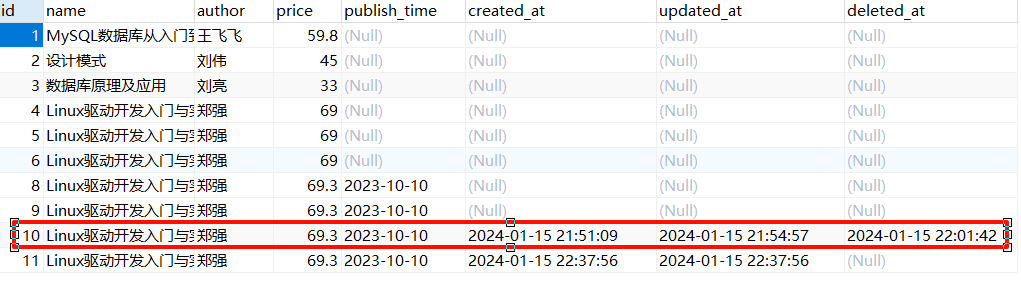 id name author price publish_time created_at updated_at deleted_at
1 MySQL数据库从入门到 王飞飞 59.8 (Null) (Null) (Null) (Null)
2 设计模式 刘伟 45 (Null) (Null) (Null) (Null)
3 数据库原理及应用 刘亮 33 (Null) (Null) (Null) (Null)
4 Linux驱动开发入门与实 郑强 69 (Null) (Null) (Null) (Null)
5 Linux驱动开发入门与实 郑强 69 (Null) (Null) (Null) (Null)
6 Linux驱动开发入门与实 郑强 69 (Null) (Null) (Null) (Null)
8 Linux驱动开发入门与实 郑强 69.3 2023-10-10 (Null) (Null) (Null)
9 Linux驱动开发入门与实 郑强 69.3 2023-10-10 (Null) (Null) (Null)
10 Linux驱动开发入门与实 郑强 69.3 2023-10-10 2024-01-15 21:51:09 2024-01-15 21:54:57 2024-01-15 22:01:42
11 Linux驱动开发入门与实 郑强 69.3 2023-10-10 2024-01-15 22:37:56 2024-01-15 22:37:56 (Null)